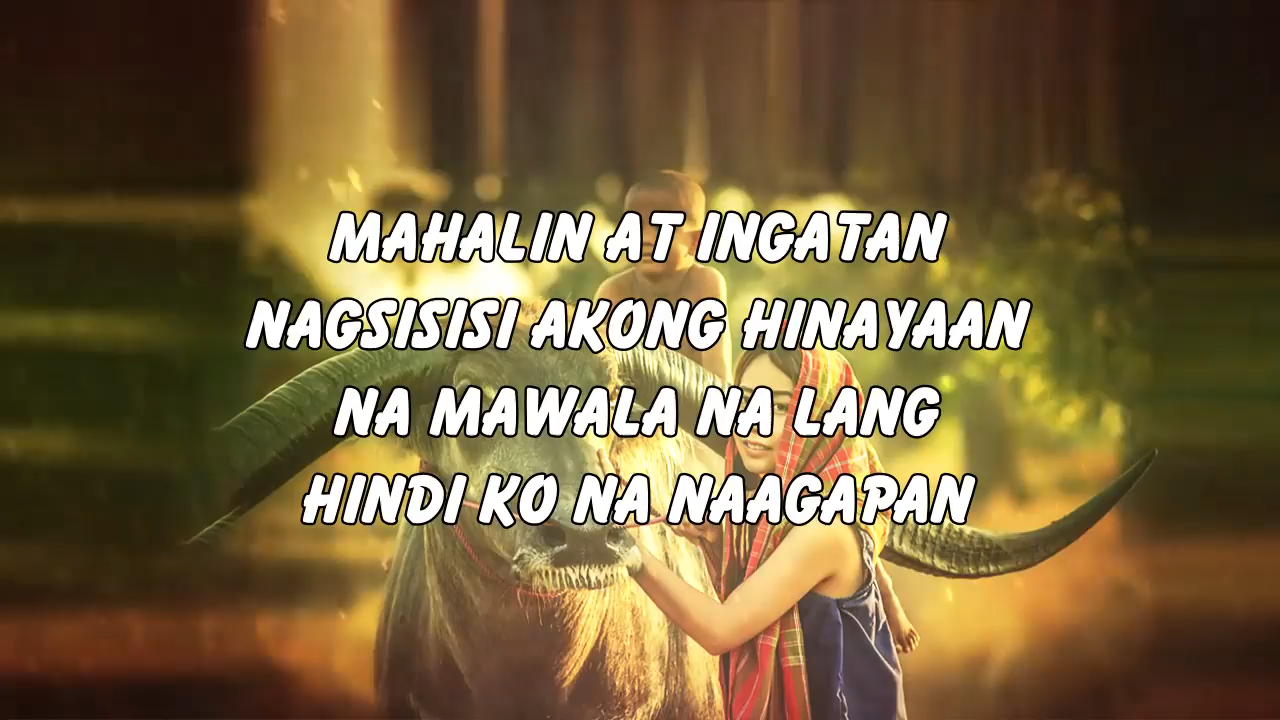 MAHALIN AT INGATAN
NAGSISISI AKONG HINAYAAN
NA MAWALA NA LANG
HINDI KO NA NAAGAPAN